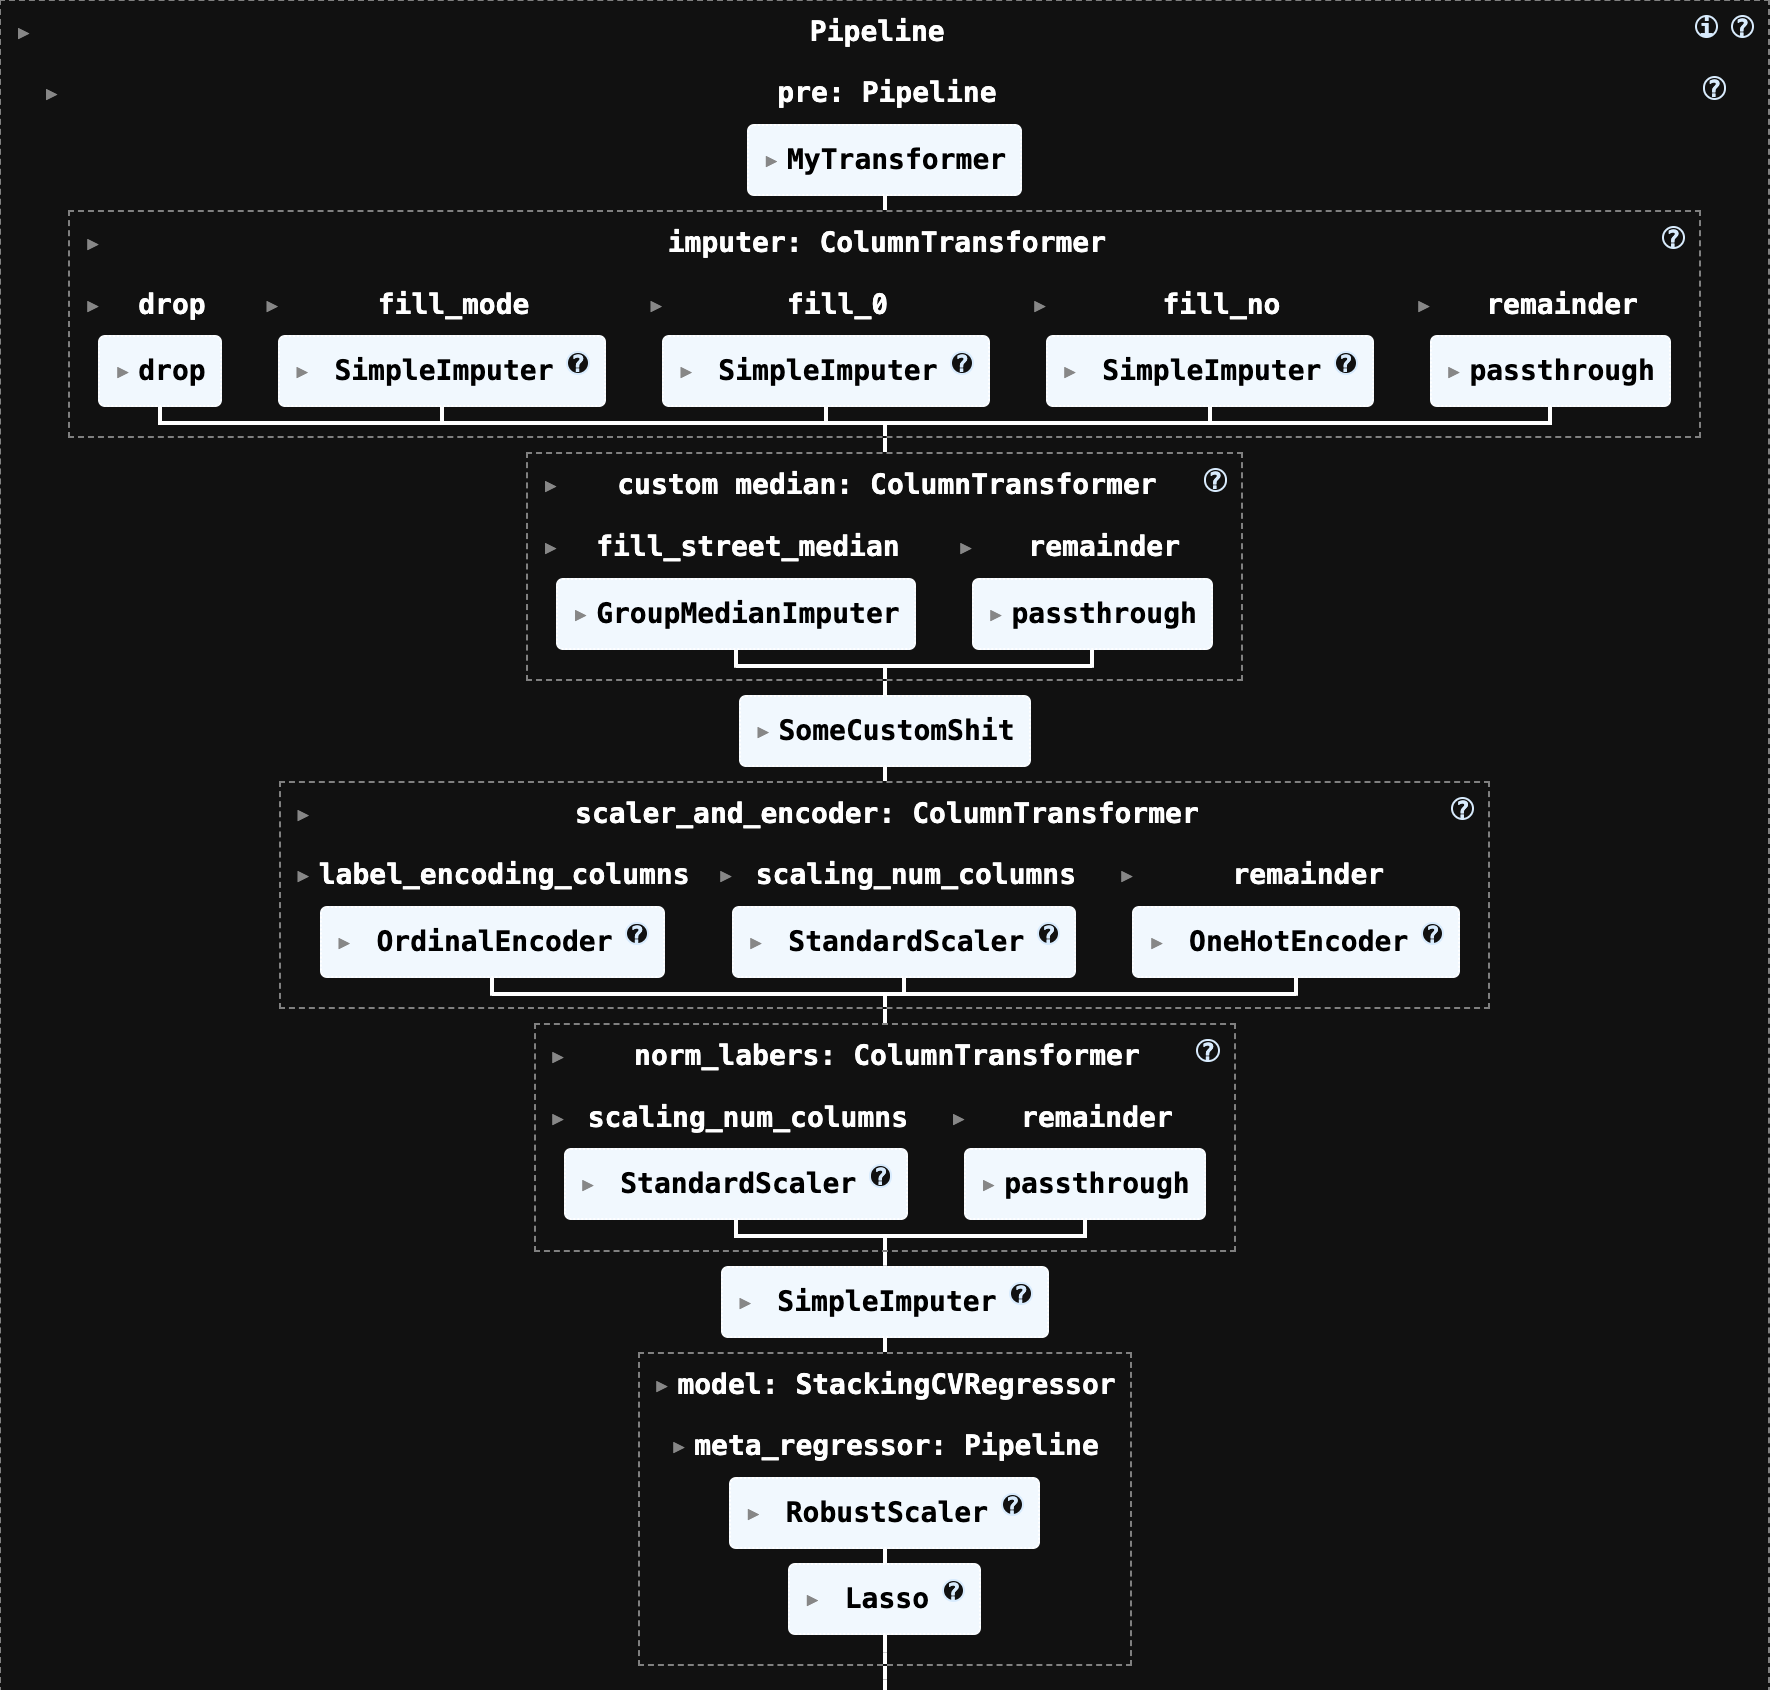 Pipeline
pre: Pipeline
MyTransformer
imputer: ColumnTransformer
drop fill_mode fill_0 fill_no remainder
drop SimpleImputer ? SimpleImputer ? SimpleImputer ? passthrough
custom median: ColumnTransformer
fill_street_median remainder
GroupMedianImputer passthrough
SomeCustomShit
scaler_and_encoder: ColumnTransformer
label_encoding_columns scaling_num_columns remainder
OrdinalEncoder ? StandardScaler ? OneHotEncoder ?
norm_labers: ColumnTransformer
scaling_num_columns remainder
StandardScaler ? passthrough
SimpleImputer ?
model: StackingCVRegressor
meta_regressor: Pipeline
RobustScaler ?
Lasso ?